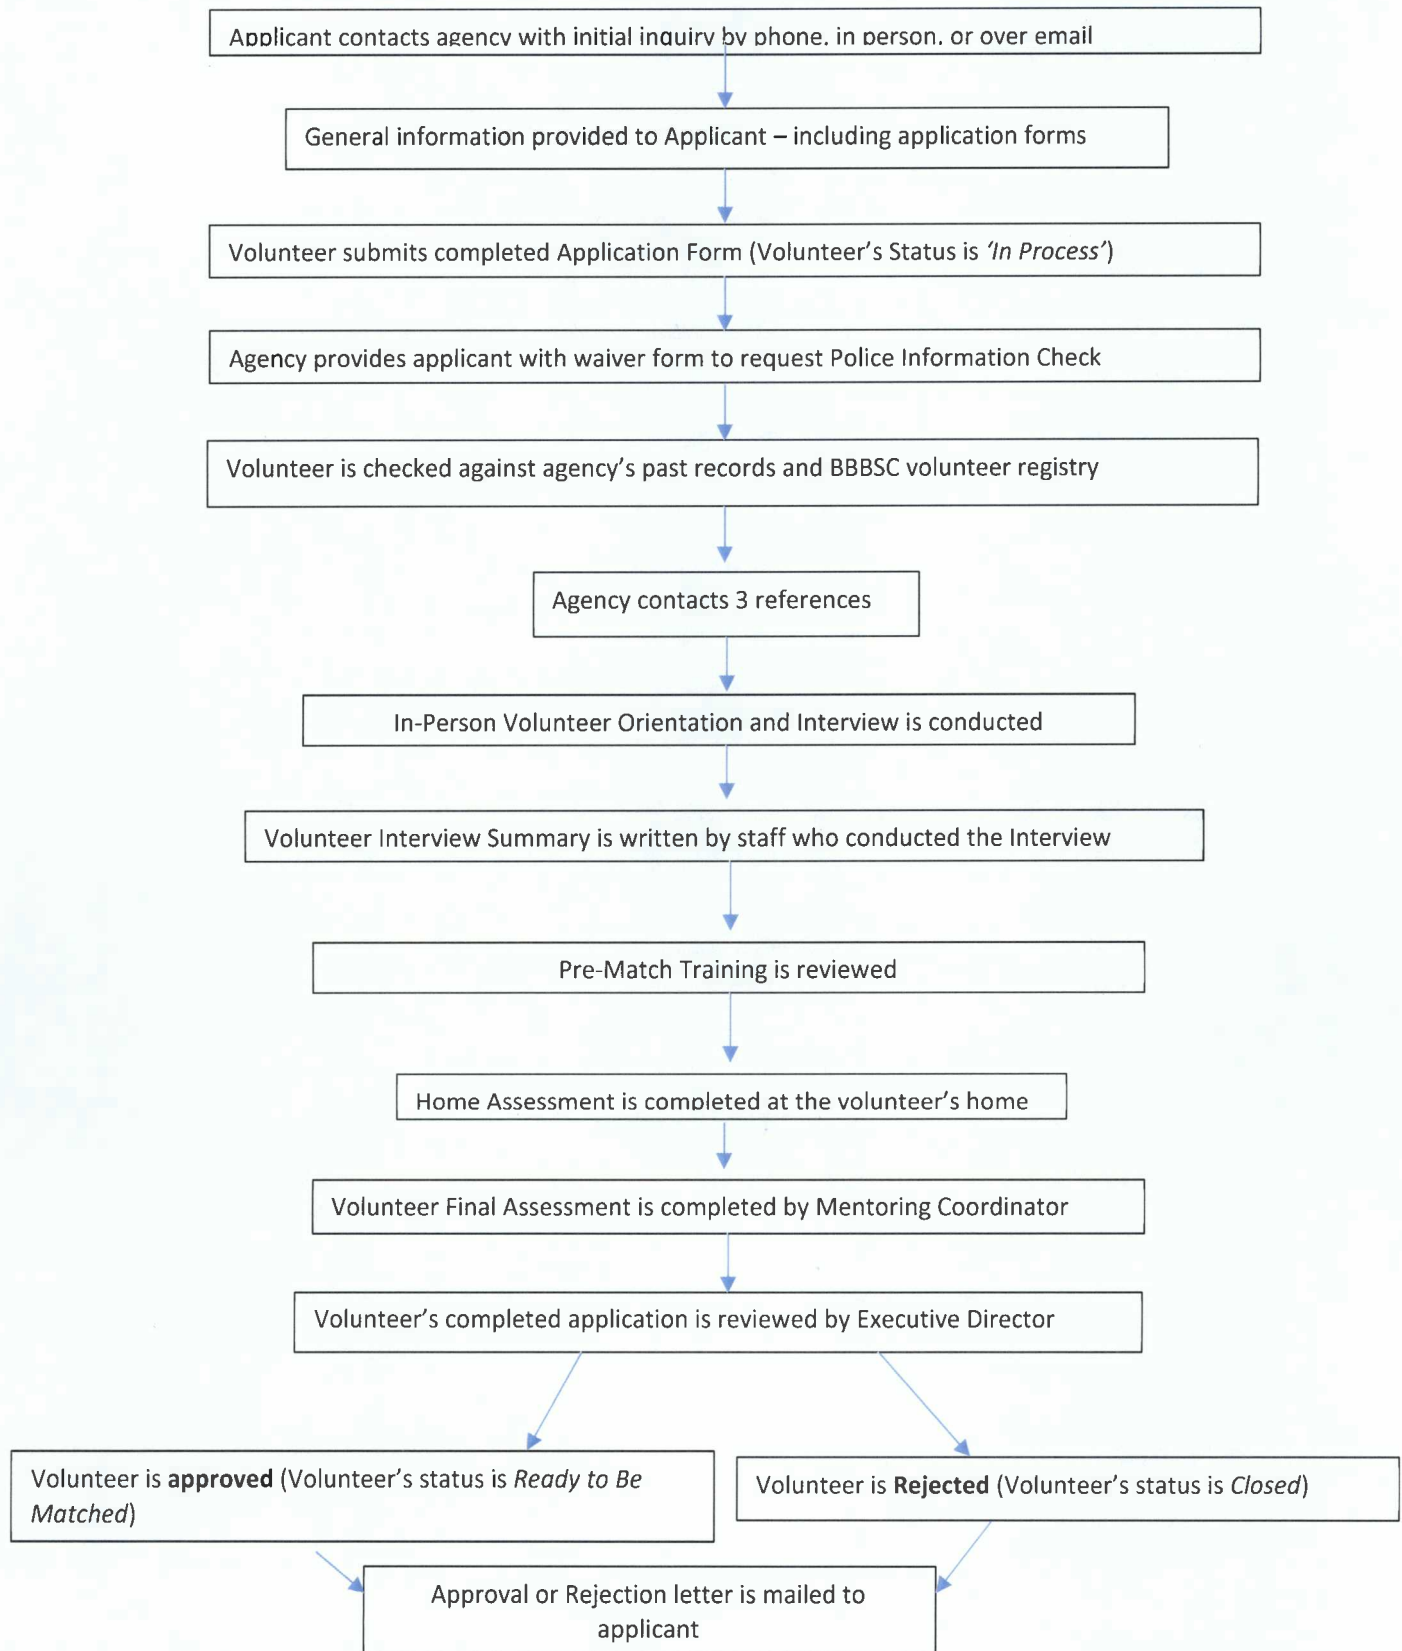 Applicant contacts agency with initial inquiry by phone, in person, or over email
General information provided to Applicant – including application forms
Volunteer submits completed Application Form (Volunteer's Status is ‘In Process’)
Agency provides applicant with waiver form to request Police Information Check
Volunteer is checked against agency's past records and BBBSC volunteer registry
Agency contacts 3 references
In-Person Volunteer Orientation and Interview is conducted
Volunteer Interview Summary is written by staff who conducted the Interview
Pre-Match Training is reviewed
Home Assessment is completed at the volunteer's home
Volunteer Final Assessment is completed by Mentoring Coordinator
Volunteer's completed application is reviewed by Executive Director
Volunteer is approved (Volunteer's status is Ready to Be
Matched)
Volunteer is Rejected (Volunteer's status is Closed)
Approval or Rejection letter is mailed to
applicant